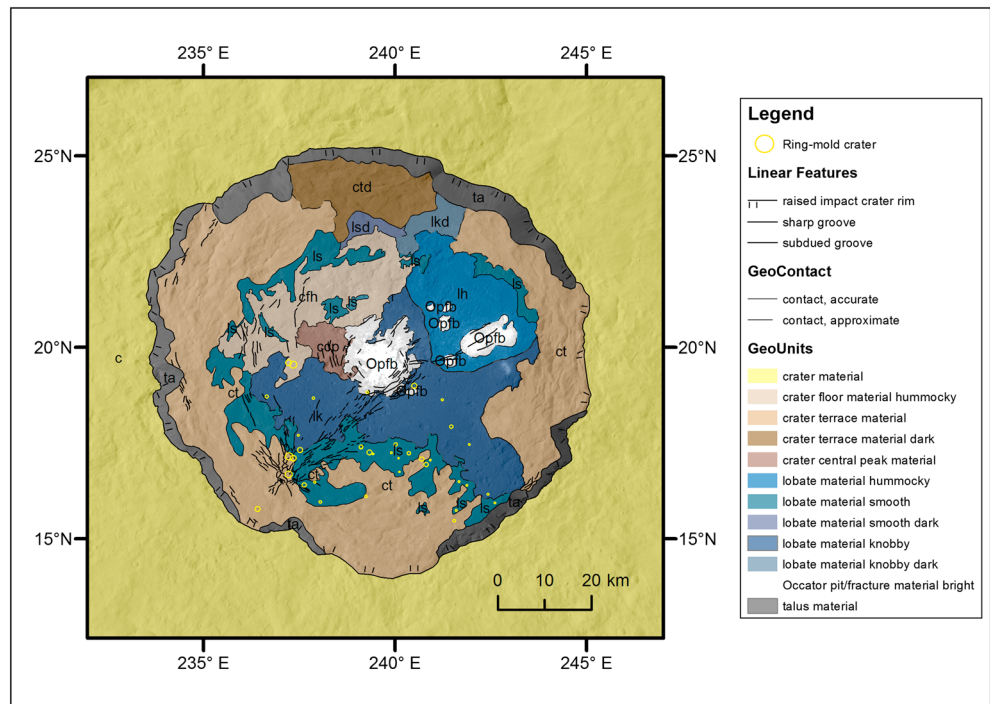 235° E 240° E 245° E
25°N 25°N
20°N 20°N
15°N 15°N
235° E 240° E 245° E
ctd
ta
lsd
lkd
ls
ls
ls
lh
cfh
ls
ls
Opfb
Opfb
ls
ls
Opfb
cdp
Opfb
Opfb
ct
c
ta
ct
Opfb
lk
ls
ct
ct
ls
ls
ls
ta
ta
0 10 20 km
Legend
Ring-mold crater
Linear Features
raised impact crater rim
sharp groove
subdued groove
GeoContact
contact, accurate
contact, approximate
GeoUnits
crater material
crater floor material hummocky
crater terrace material
crater terrace material dark
crater central peak material
lobate material hummocky
lobate material smooth
lobate material smooth dark
lobate material knobby
lobate material knobby dark
Occator pit/fracture material bright
talus material